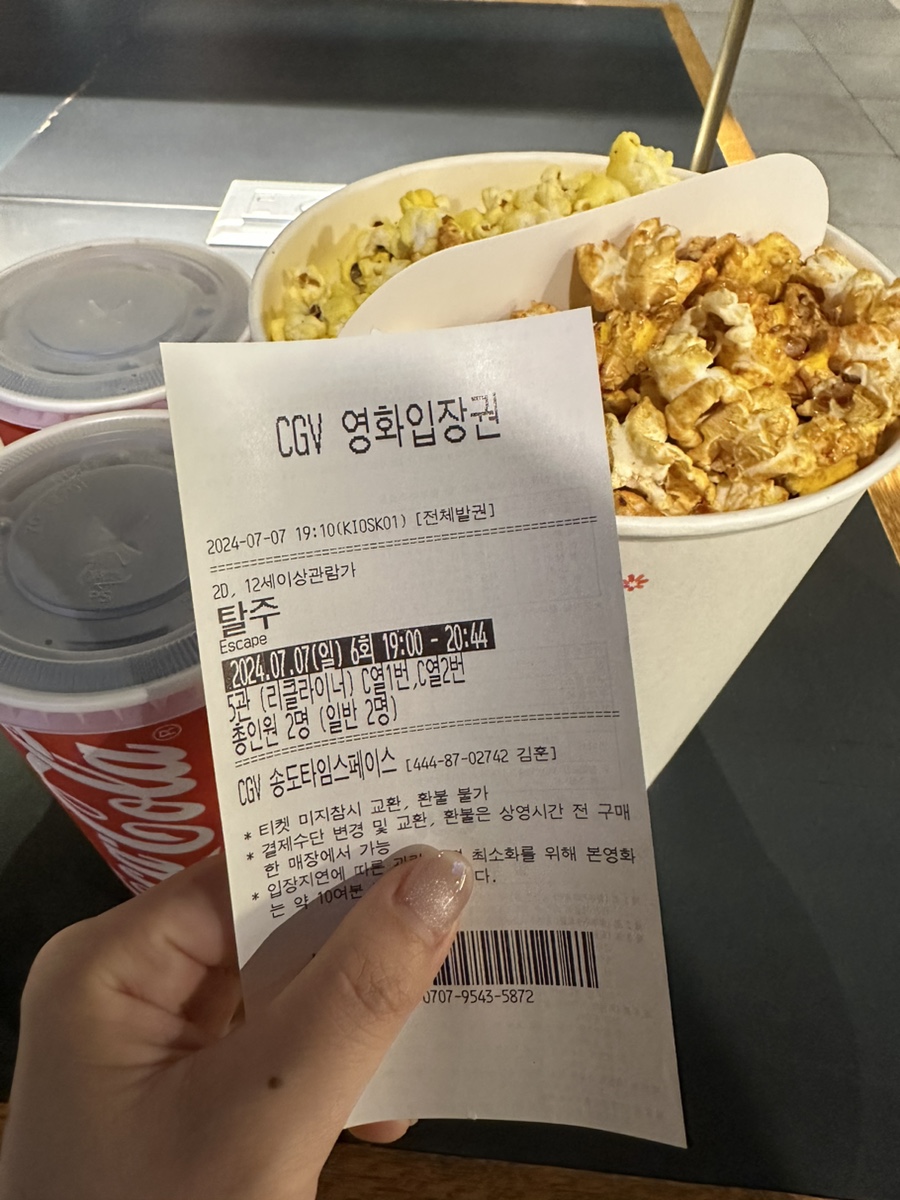 CGV 영화입장권
2024-07-07 19:10(KIOSK01) [전체발권]
2D, 12세이상관람가
탈주
Escape
2024.07.07(일) 6회 19:00 - 20:44
5관 (리클라이너) C열1번,C열2번
총인원 2명 (일반 2명)
CGV 송도타임스페이스 [444-87-02742 김훈]
* 티켓 미지참시 교환, 환불 불가
* 결제수단 변경 및 교환, 환불은 상영시간 전 구매
한 매장에서 가능
* 입장지연에 따른 최소화를 위해 본영화
는 약 10여분 다.
0707-9543-5872
Coca-Cola